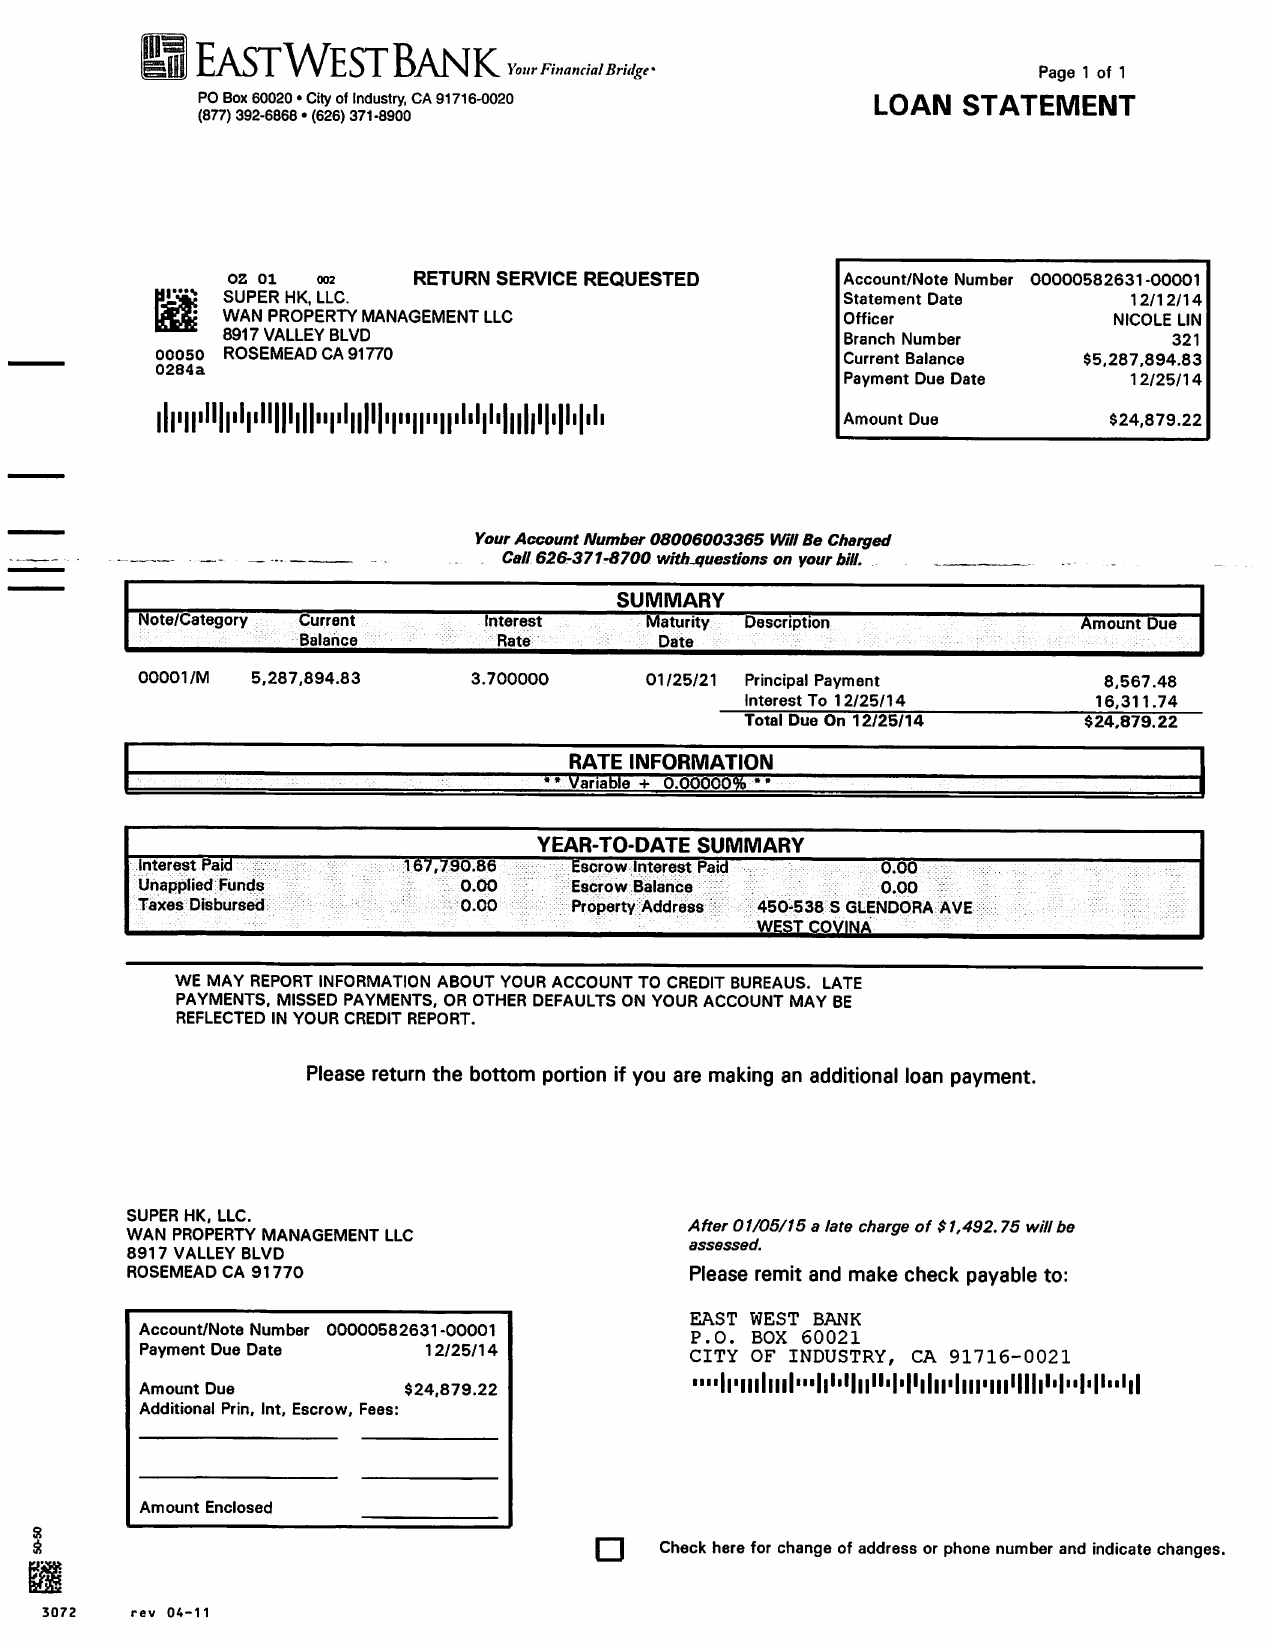 EASTWESTBANK Your Financial Bridge•
PO Box 60020 • City of Industry, CA 91716-0020
(877) 392-6868 • (626) 371-8900
Page 1 of 1
LOAN STATEMENT
OZ 01 002 RETURN SERVICE REQUESTED
SUPER HK, LLC.
WAN PROPERTY MANAGEMENT LLC
8917 VALLEY BLVD
00050 ROSEMEAD CA 91770
0284a
Account/Note Number 00000582631-00001
Statement Date 12/12/14
Officer NICOLE LIN
Branch Number 321
Current Balance $5,287,894.83
Payment Due Date 12/25/14
Amount Due $24,879.22
Your Account Number 08006003365 Will Be Charged
Call 626-371-8700 with questions on your bill.
SUMMARY
Note/Category Current Interest Maturity Description Amount Due
Balance Rate Date
00001/M 5,287,894.83 3.700000 01/25/21 Principal Payment 8,567.48
Interest To 12/25/14 16,311.74
Total Due On 12/25/14 $24,879.22
RATE INFORMATION
** Variable + 0.00000% **
YEAR-TO-DATE SUMMARY
Interest Paid 167,790.86 Escrow Interest Paid 0.00
Unapplied Funds 0.00 Escrow Balance 0.00
Taxes Disbursed 0.00 Property Address 450-538 S GLENDORA AVE
WEST COVINA
WE MAY REPORT INFORMATION ABOUT YOUR ACCOUNT TO CREDIT BUREAUS. LATE
PAYMENTS, MISSED PAYMENTS, OR OTHER DEFAULTS ON YOUR ACCOUNT MAY BE
REFLECTED IN YOUR CREDIT REPORT.
Please return the bottom portion if you are making an additional loan payment.
SUPER HK, LLC.
WAN PROPERTY MANAGEMENT LLC
8917 VALLEY BLVD
ROSEMEAD CA 91770
After 01/05/15 a late charge of $1,492.75 will be
assessed.
Please remit and make check payable to:
EAST WEST BANK
P.O. BOX 60021
CITY OF INDUSTRY, CA 91716-0021
Account/Note Number 00000582631-00001
Payment Due Date 12/25/14
Amount Due $24,879.22
Additional Prin, Int, Escrow, Fees:
Amount Enclosed
Check here for change of address or phone number and indicate changes.
50-50
3072 rev 04-11